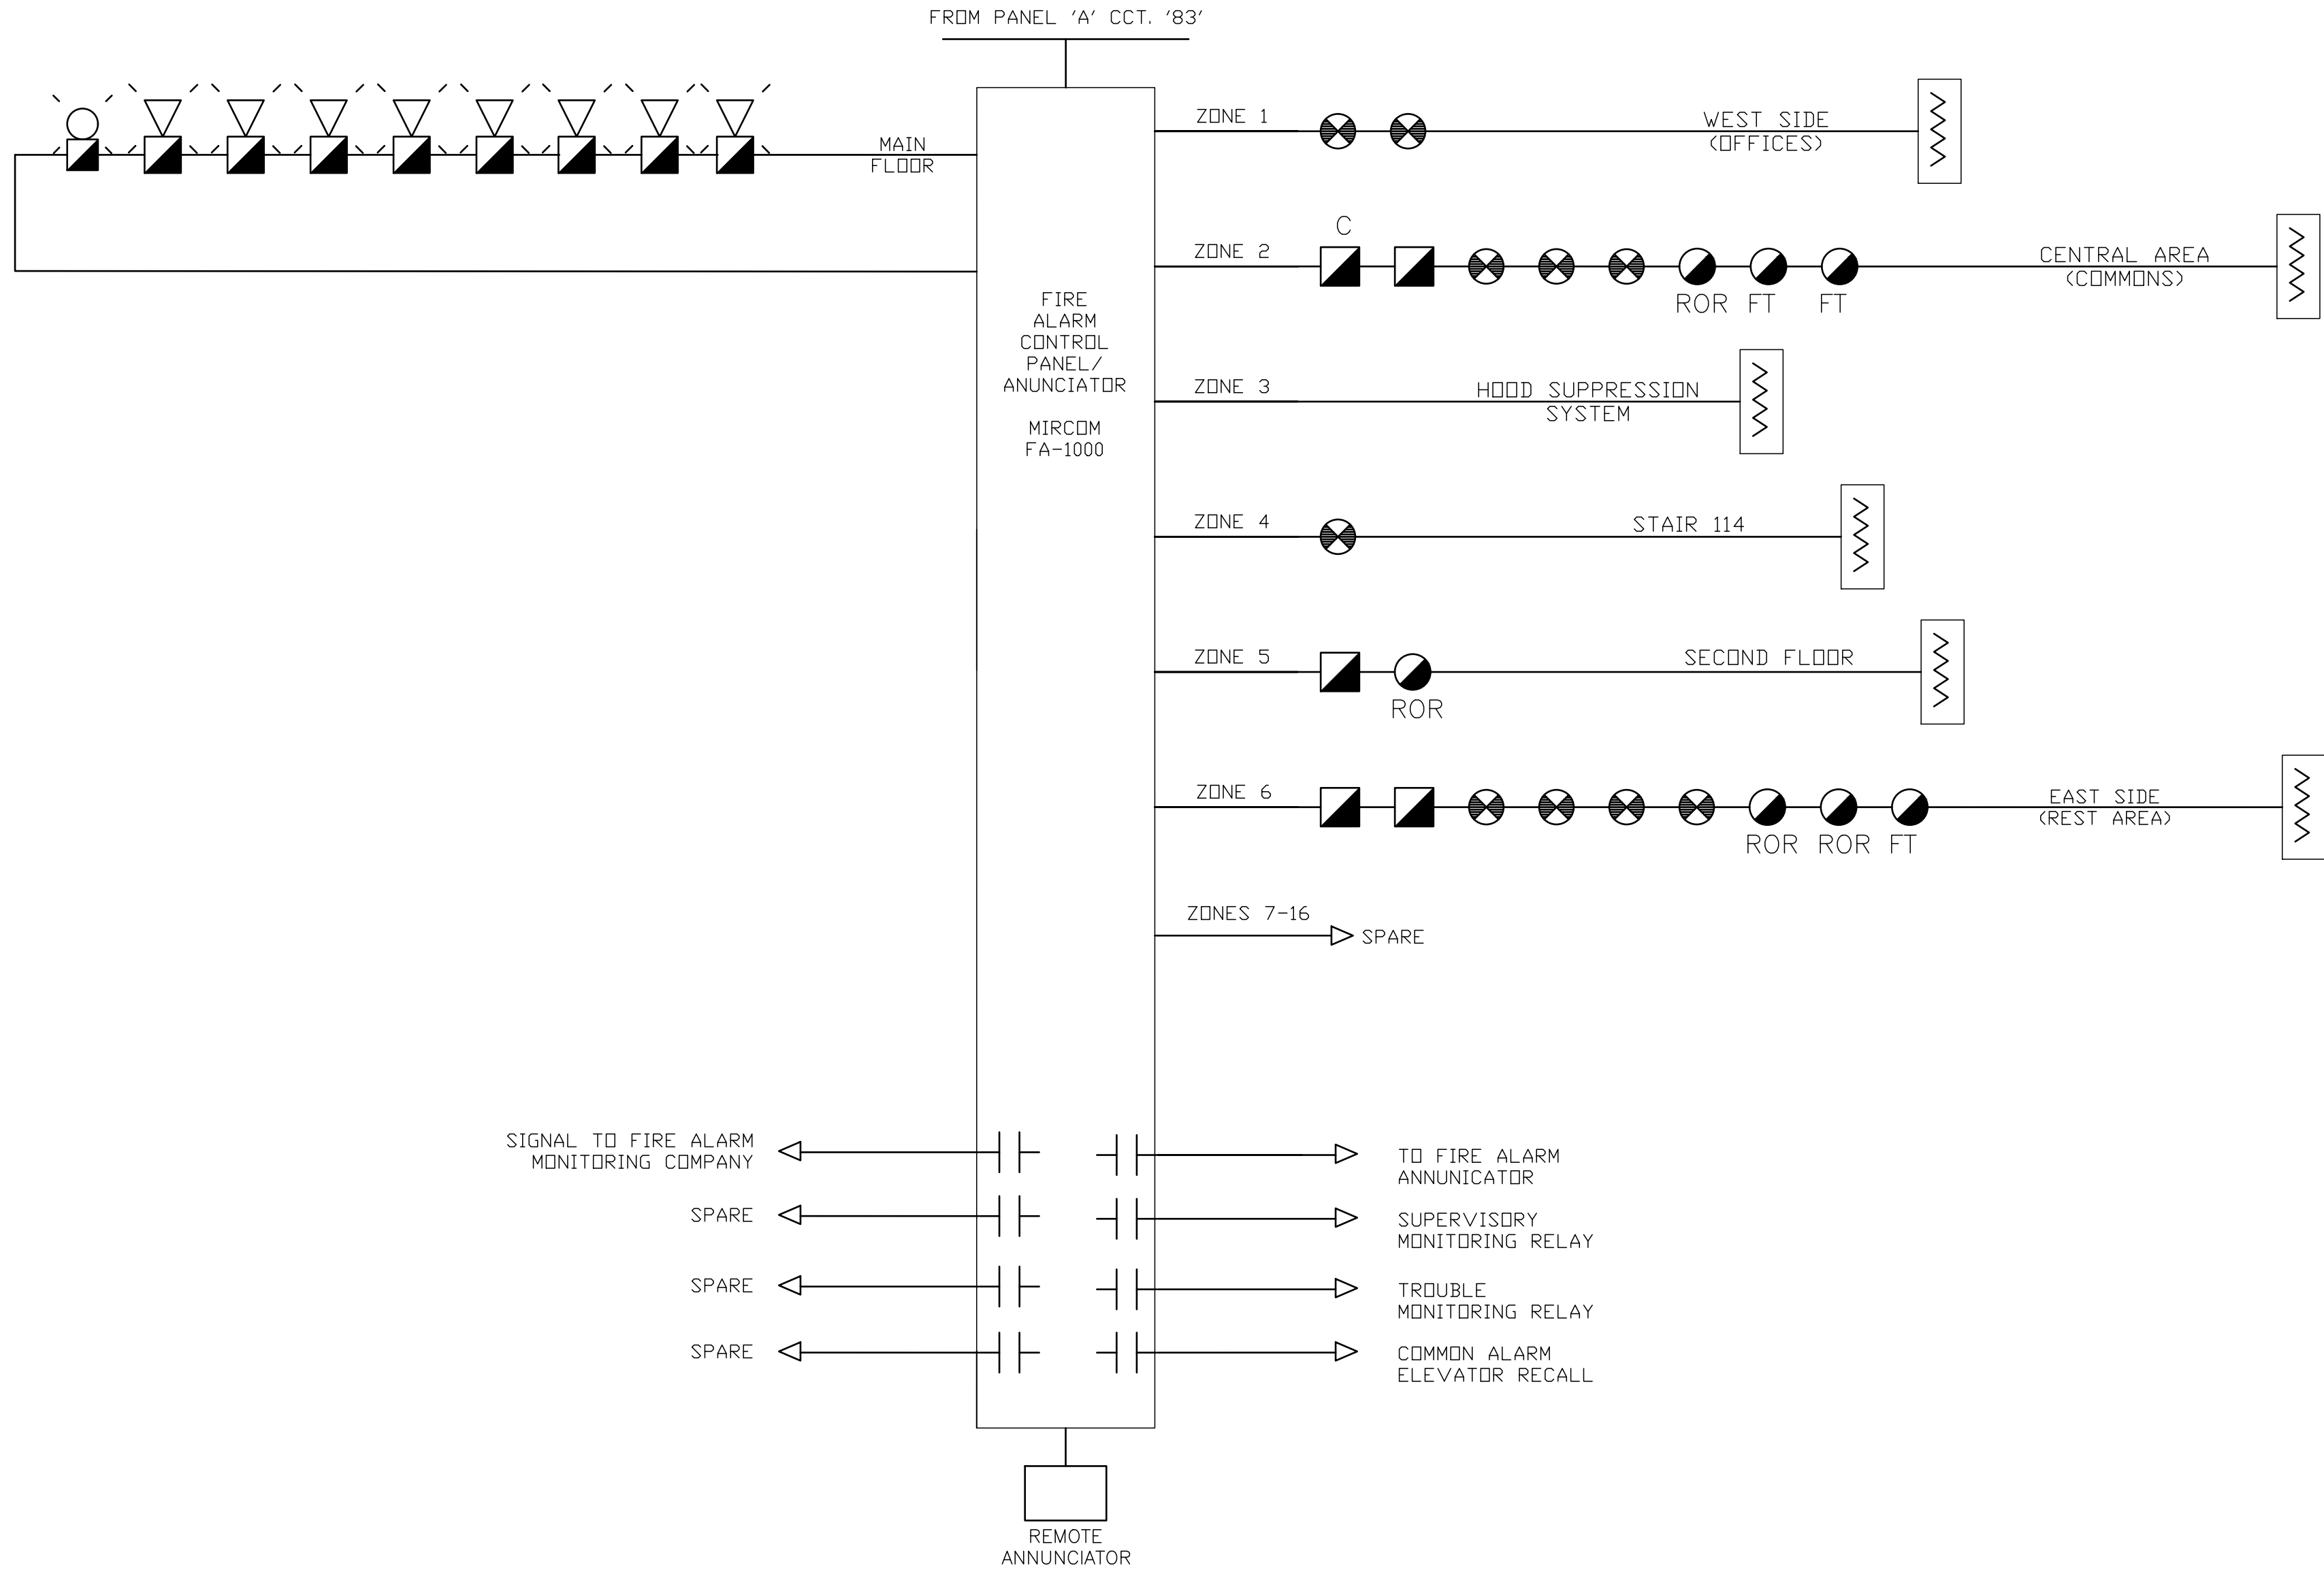 FROM PANEL 'A' CCT. '83'
MAIN
FLOOR
FIRE
ALARM
CONTROL
PANEL/
ANUNCIATOR
MIRCOM
FA-1000
ZONE 1
WEST SIDE
(OFFICES)
C
ZONE 2
ROR FT FT
CENTRAL AREA
(COMMONS)
ZONE 3
HOOD SUPPRESSION
SYSTEM
ZONE 4
STAIR 114
ZONE 5
ROR
SECOND FLOOR
ZONE 6
ROR ROR FT
EAST SIDE
(REST AREA)
ZONES 7-16
SPARE
SIGNAL TO FIRE ALARM
MONITORING COMPANY
SPARE
SPARE
SPARE
TO FIRE ALARM
ANNUNICATOR
SUPERVISORY
MONITORING RELAY
TROUBLE
MONITORING RELAY
COMMON ALARM
ELEVATOR RECALL
REMOTE
ANNUNCIATOR